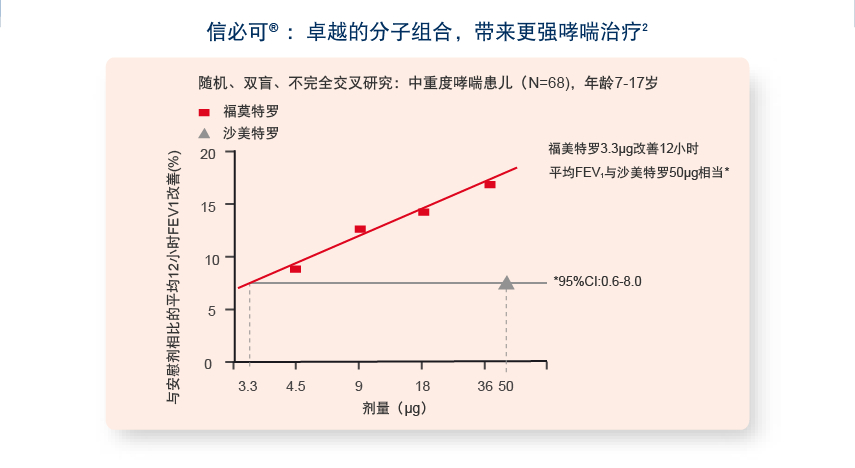 信必可®：卓越的分子组合，带来更强哮喘治疗²
随机、双盲、不完全交叉研究：中重度哮喘患儿（N=68)，年龄7-17岁
福莫特罗
沙美特罗
福美特罗3.3μg改善12小时
平均FEV₁与沙美特罗50μg相当*
与安慰剂相比的平均12小时FEV1改善(%)
20
15
10
5
0
*95%CI:0.6-8.0
3.3 4.5 9 18 36 50
剂量（μg）